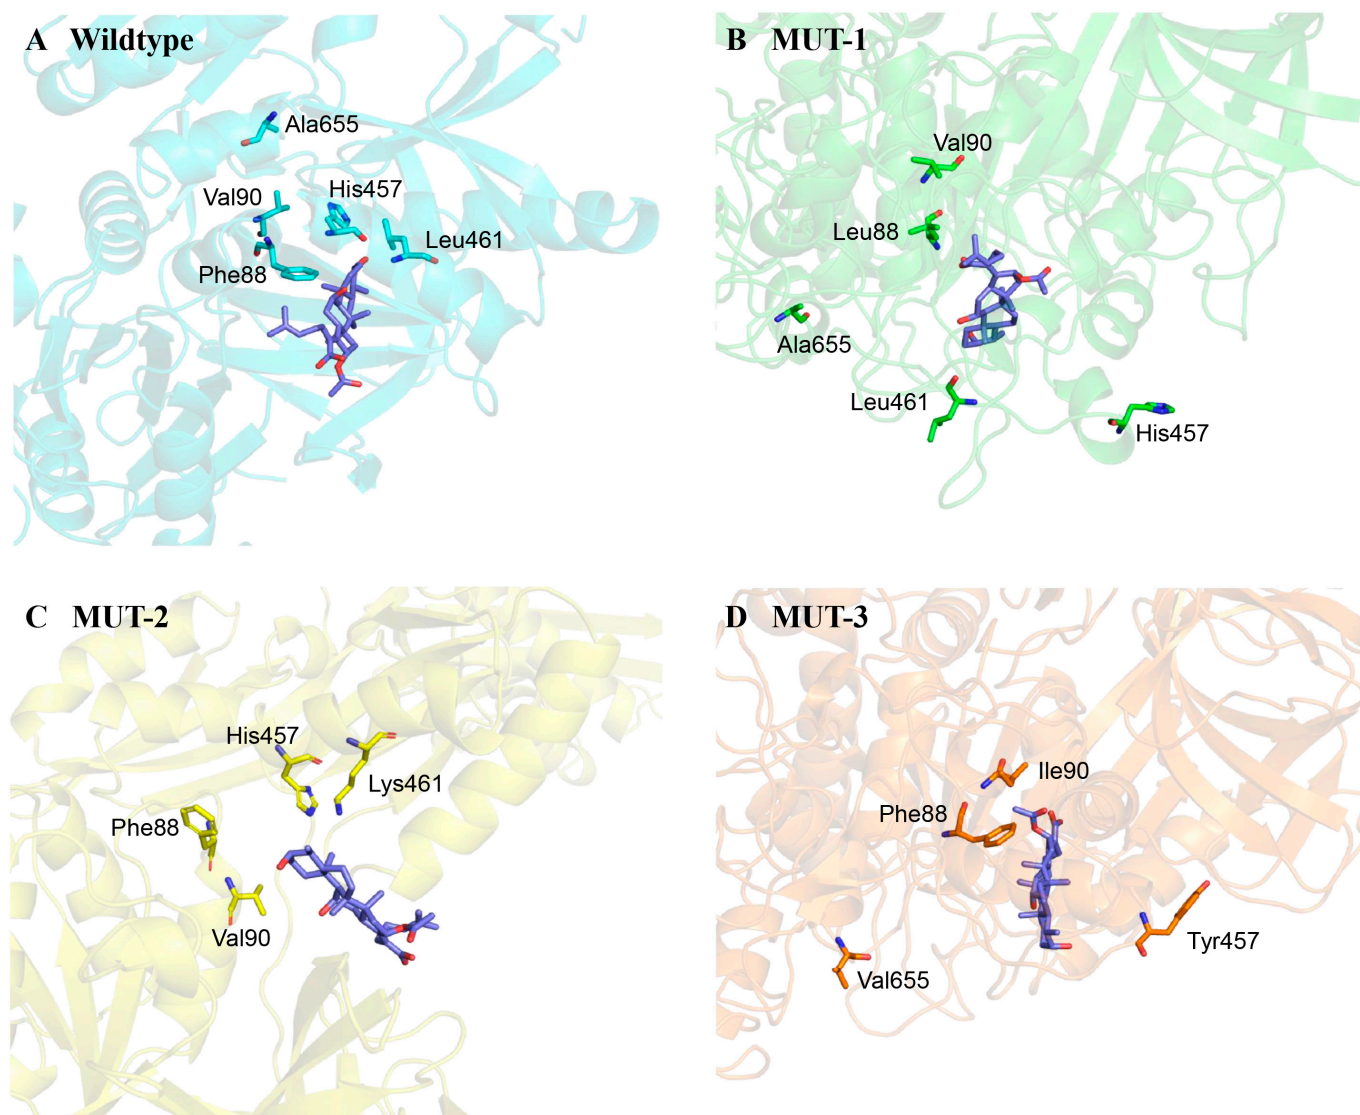 A Wildtype
Ala655
Val90
His457
Leu461
Phe88
B MUT-1
Val90
Leu88
Ala655
Leu461
His457
C MUT-2
His457
Lys461
Phe88
Val90
D MUT-3
Ile90
Phe88
Tyr457
Val655